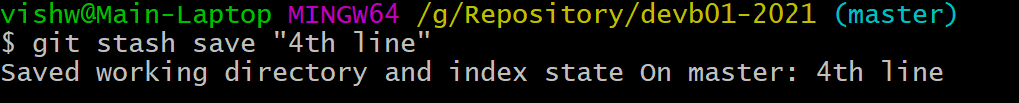 vishw@Main-Laptop MINGW64 /g/Repository/devb01-2021 (master)
$ git stash save "4th line"
Saved working directory and index state On master: 4th line